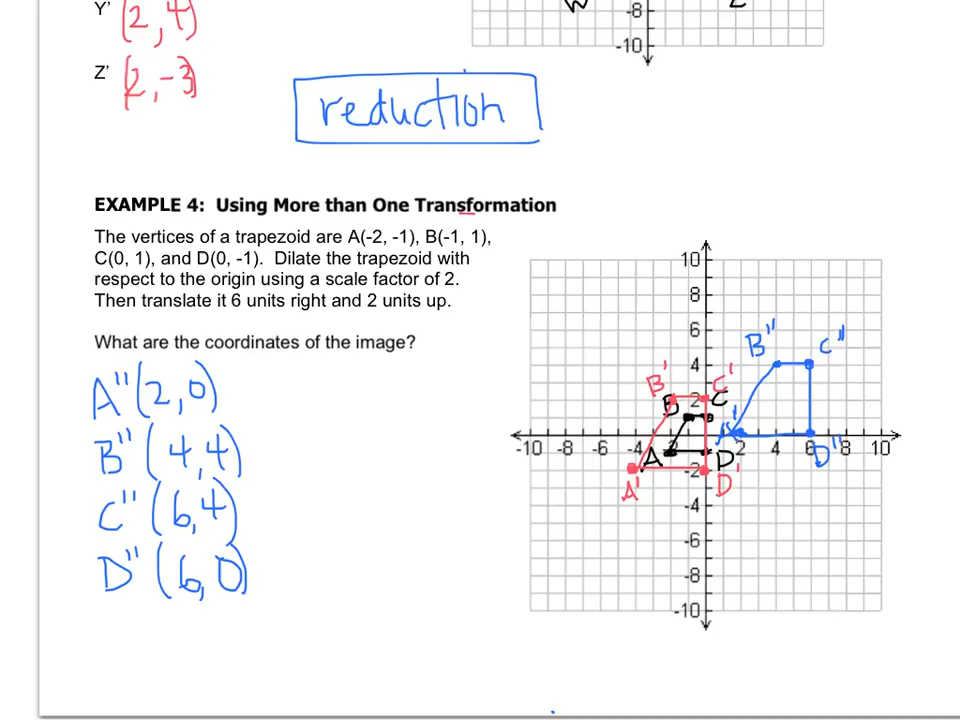 Y' (2, 4)
-8
-10
Z' (2, -3)
reduction
EXAMPLE 4: Using More than One Transformation
The vertices of a trapezoid are A(-2, -1), B(-1, 1),
C(0, 1), and D(0, -1). Dilate the trapezoid with
respect to the origin using a scale factor of 2.
Then translate it 6 units right and 2 units up.
What are the coordinates of the image?
A" (2, 0)
B" (4, 4)
C" (6, 4)
D" (6, 0)
10
8
6
4
2
-10 -8 -6 -4 -2 2 4 6 8 10
-2
-4
-6
-8
-10
B" C"
B' C'
B C
A D D"
A' D'